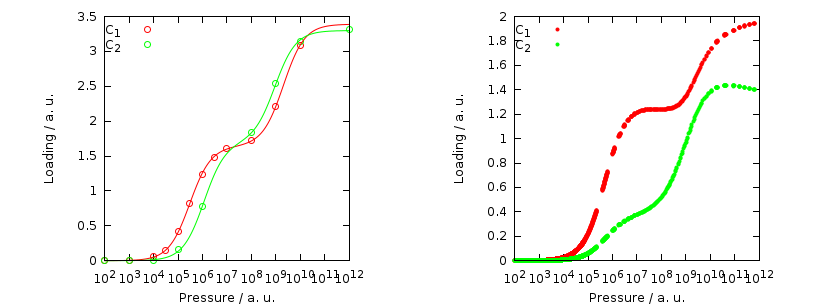 3.5
3
2.5
2
1.5
1
0.5
0
Loading / a. u.
C1
C2
10^2 10^3 10^4 10^5 10^6 10^7 10^8 10^9 10^10 10^11 10^12
Pressure / a. u.
2
1.8
1.6
1.4
1.2
1
0.8
0.6
0.4
0.2
0
Loading / a. u.
C1
C2
10^2 10^3 10^4 10^5 10^6 10^7 10^8 10^9 10^10 10^11 10^12
Pressure / a. u.